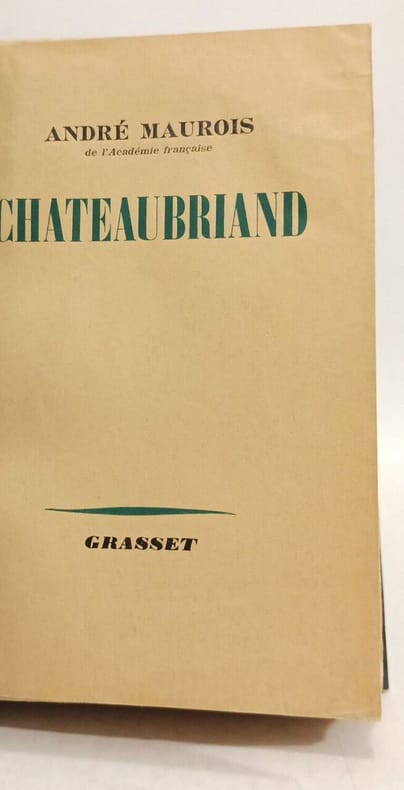 ANDRÉ MAUROIS
de l'Académie française
CHATEAUBRIAND
GRASSET